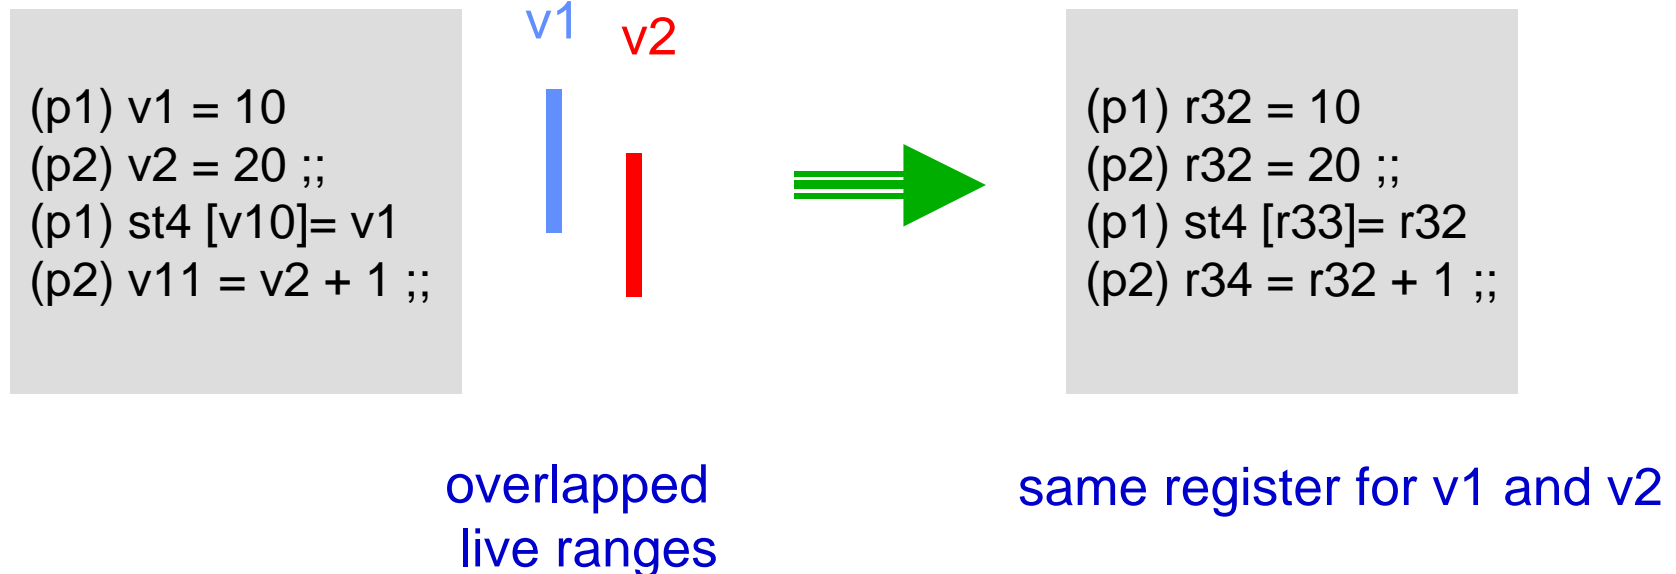 (p1) v1 = 10
(p2) v2 = 20 ;;
(p1) st4 [v10]= v1
(p2) v11 = v2 + 1 ;;
v1
v2
(p1) r32 = 10
(p2) r32 = 20 ;;
(p1) st4 [r33]= r32
(p2) r34 = r32 + 1 ;;
overlapped
live ranges
same register for v1 and v2